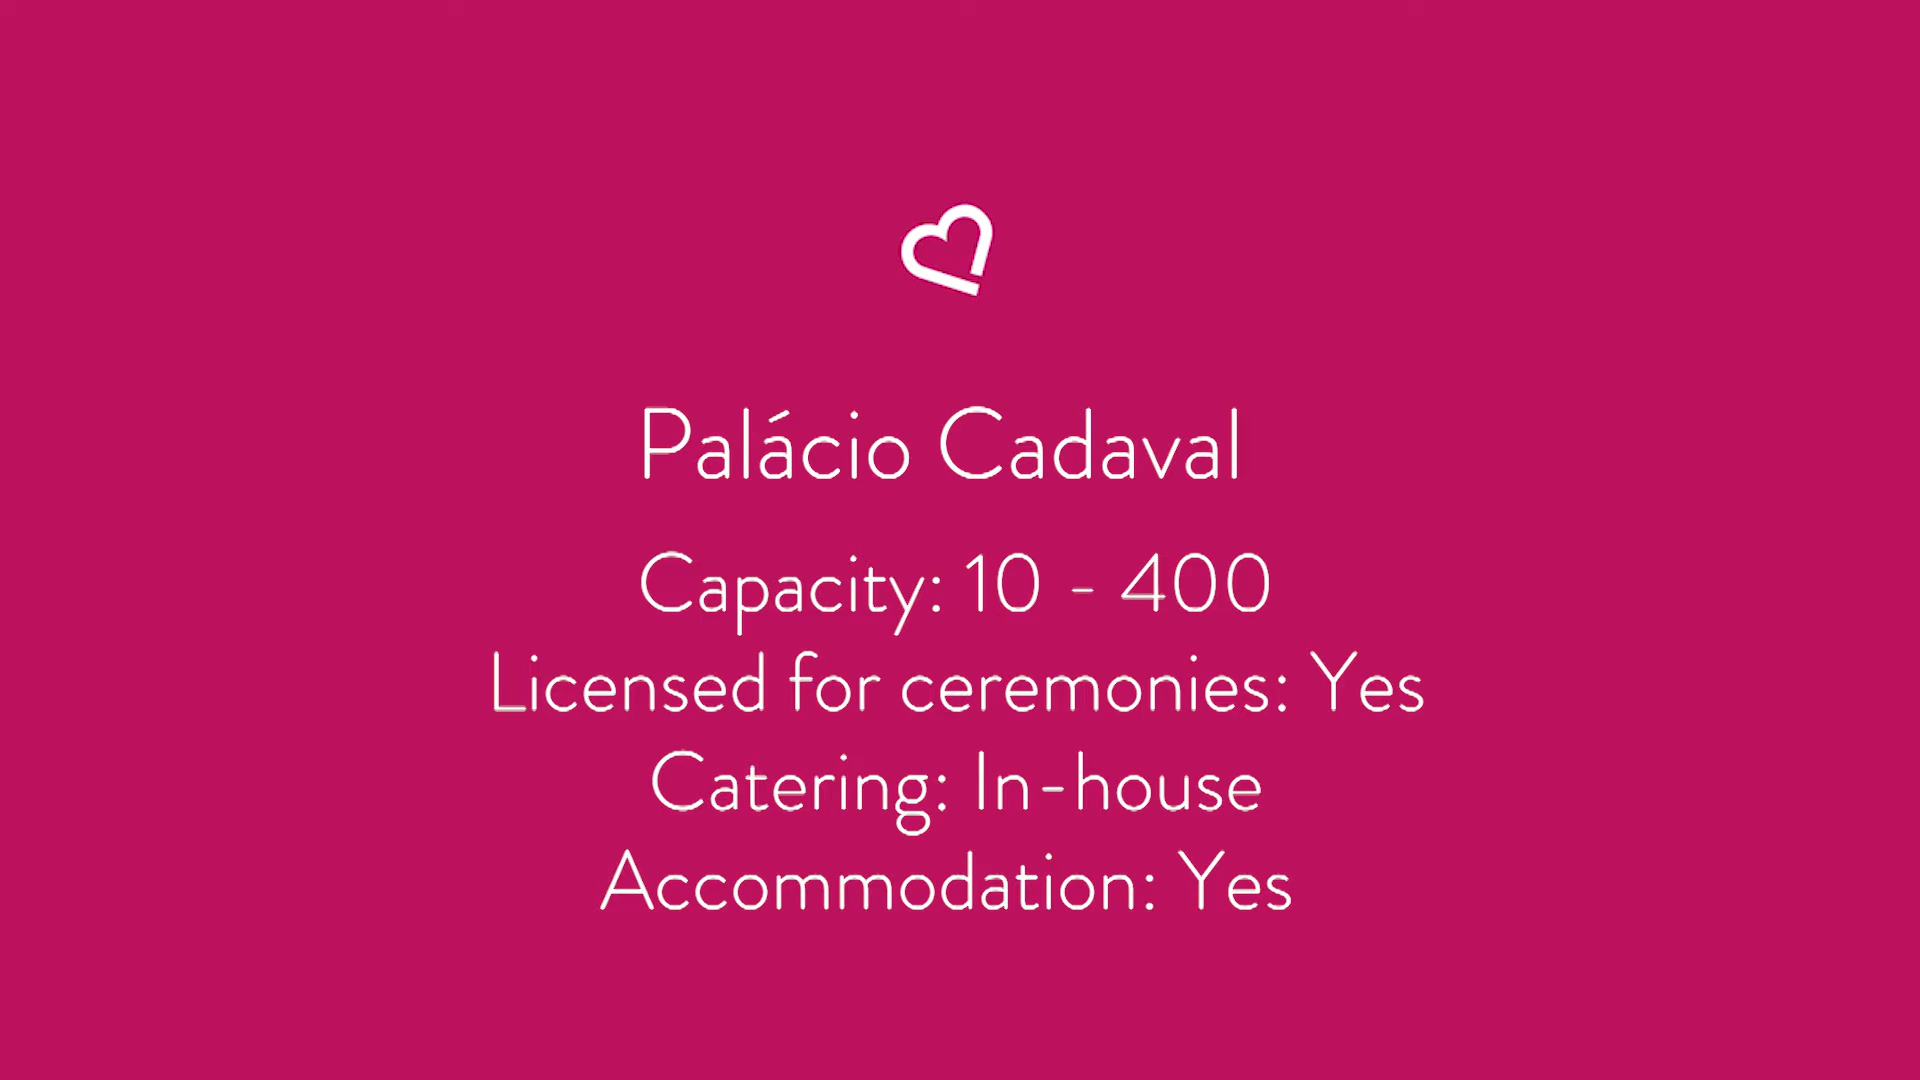 Palácio Cadaval
Capacity: 10 - 400
Licensed for ceremonies: Yes
Catering: In-house
Accommodation: Yes